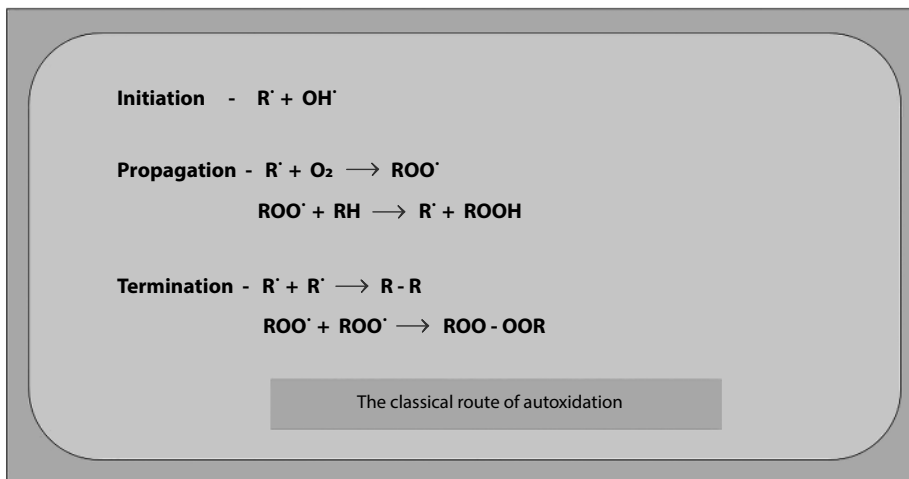 Initiation - R˙ + OH˙
Propagation - R˙ + O₂ ⟶ ROO˙
ROO˙ + RH ⟶ R˙ + ROOH
Termination - R˙ + R˙ ⟶ R - R
ROO˙ + ROO˙ ⟶ ROO - OOR
The classical route of autoxidation